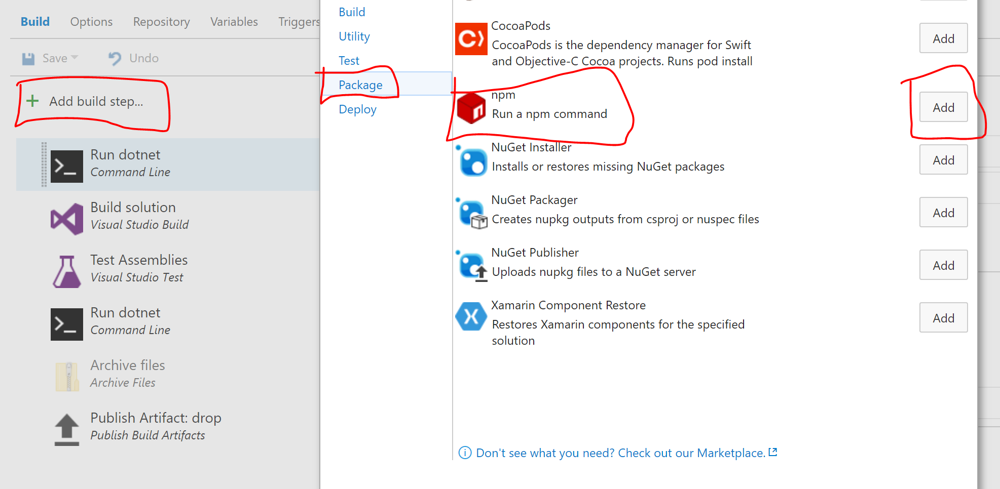 Build Options Repository Variables Triggers
Save Undo
Add build step...
Run dotnet
Command Line
Build solution
Visual Studio Build
Test Assemblies
Visual Studio Test
Run dotnet
Command Line
Archive files
Archive Files
Publish Artifact: drop
Publish Build Artifacts
Build
Utility
Test
Package
Deploy
CocoaPods
CocoaPods is the dependency manager for Swift
and Objective-C Cocoa projects. Runs pod install
Add
npm
Run a npm command
Add
NuGet Installer
Installs or restores missing NuGet packages
Add
NuGet Packager
Creates nupkg outputs from csproj or nuspec files
Add
NuGet Publisher
Uploads nupkg files to a NuGet server
Add
Xamarin Component Restore
Restores Xamarin components for the specified
solution
Add
Don't see what you need? Check out our Marketplace.